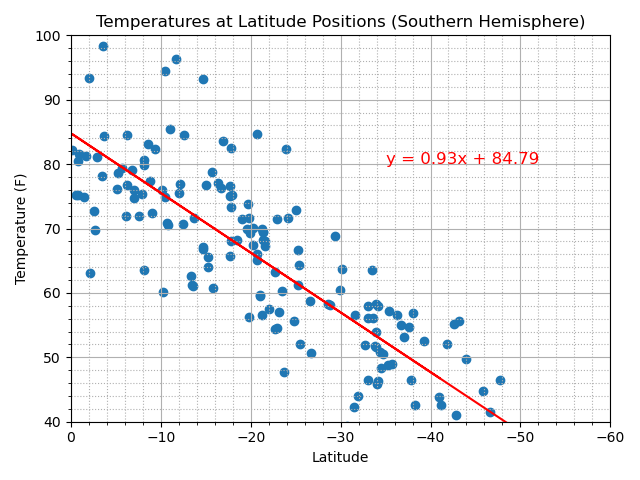 Temperatures at Latitude Positions (Southern Hemisphere)
100
90
80
70
60
50
40
Temperature (F)
y = 0.93x + 84.79
0 −10 −20 −30 −40 −50 −60
Latitude